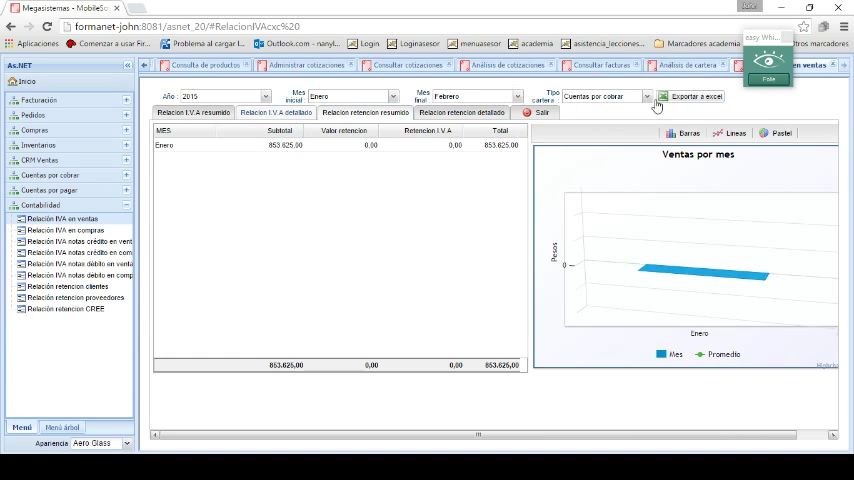 Megasistemas - MobileSo
Jane
formanet-john:8081/asnet_20/#RelacionIVAcxc%20
Aplicaciones
Comenzar a usar Fir...
Problema al cargar l...
Outlook.com - nanyl...
Login
Loginasesor
menuasesor
academia
asistencia_lecciones...
Marcadores academia
Otros marcadores
easy Whi...
Folie
As.NET
Consulta de productos
Administrar cotizaciones
Consultar cotizaciones
Análisis de cotizaciones
Consultar facturas
Análisis de cartera
en ventas
Inicio
Facturación
Pedidos
Compras
Inventarios
CRM Ventas
Cuentas por cobrar
Cuentas por pagar
Contabilidad
Relación IVA en ventas
Relación IVA en compras
Relación IVA notas crédito en vent
Relación IVA notas crédito en com
Relación IVA notas débito en venta
Relación IVA notas débito en comp
Relación retencion clientes
Relación retencion proveedores
Relación retencion CREE
Menú
Menú árbol
Apariencia
Aero Glass
Año :
2015
Mes inicial :
Enero
Mes final :
Febrero
Tipo cartera :
Cuentas por cobrar
Exportar a excel
Relacion I.V.A resumido
Relacion I.V.A detallado
Relacion retencion resumido
Relacion retencion detallado
Salir
MES
Subtotal
Valor retencion
Retencion I.V.A
Total
Enero
853.625,00
0,00
0,00
853.625,00
853.625,00
0,00
0,00
853.625,00
Barras
Lineas
Pastel
Ventas por mes
Pesos
0
Enero
Mes
Promedio